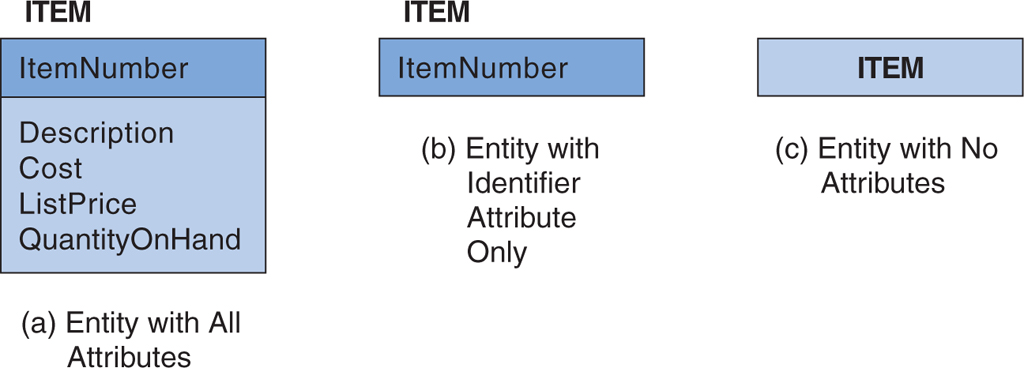 ITEM
ItemNumber
Description
Cost
ListPrice
QuantityOnHand
(a) Entity with All
Attributes
ITEM
ItemNumber
(b) Entity with
Identifier
Attribute
Only
ITEM
(c) Entity with No
Attributes